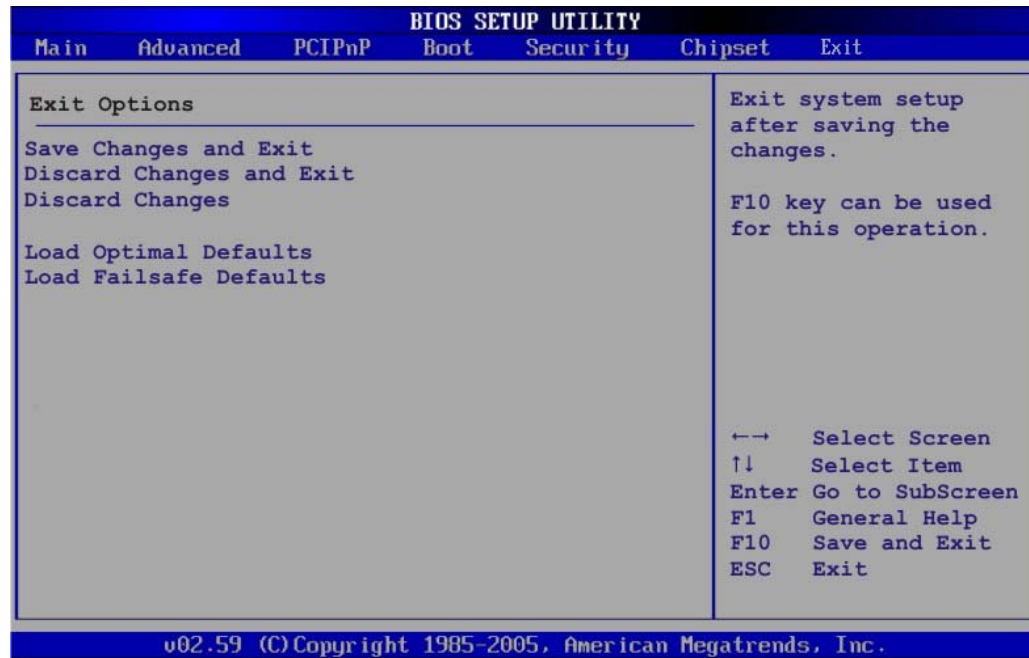 BIOS SETUP UTILITY
Main Advanced PCIPnP Boot Security Chipset Exit
Exit Options
Save Changes and Exit
Discard Changes and Exit
Discard Changes
Load Optimal Defaults
Load Failsafe Defaults
Exit system setup
after saving the
changes.
F10 key can be used
for this operation.
←→ Select Screen
↑↓ Select Item
Enter Go to SubScreen
F1 General Help
F10 Save and Exit
ESC Exit
v02.59 (C)Copyright 1985-2005, American Megatrends, Inc.